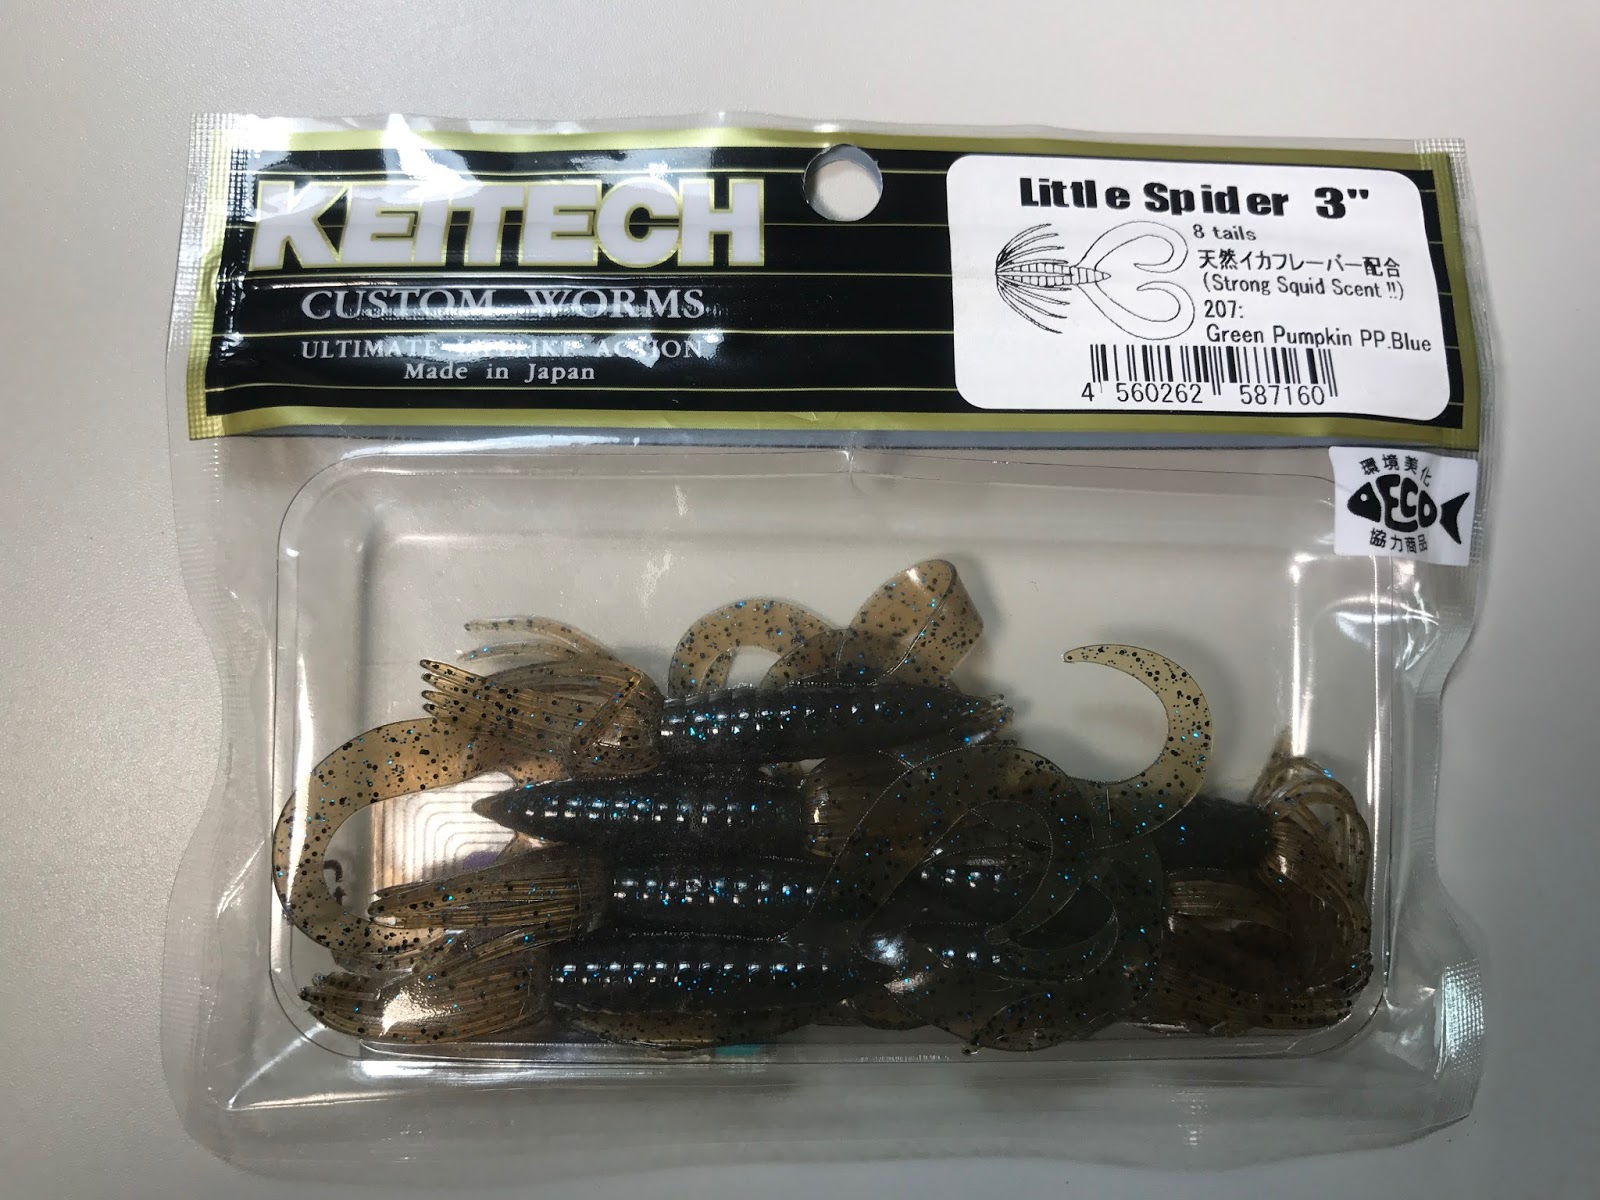 KEITECH
CUSTOM WORMS
ULTIMATE LIFELIKE ACTION
Made in Japan
Little Spider 3"
8 tails
天然イカフレーバー配合
(Strong Squid Scent !!)
207:
Green Pumpkin PP.Blue
4 560262 587160
環境美化
ECO
協力商品